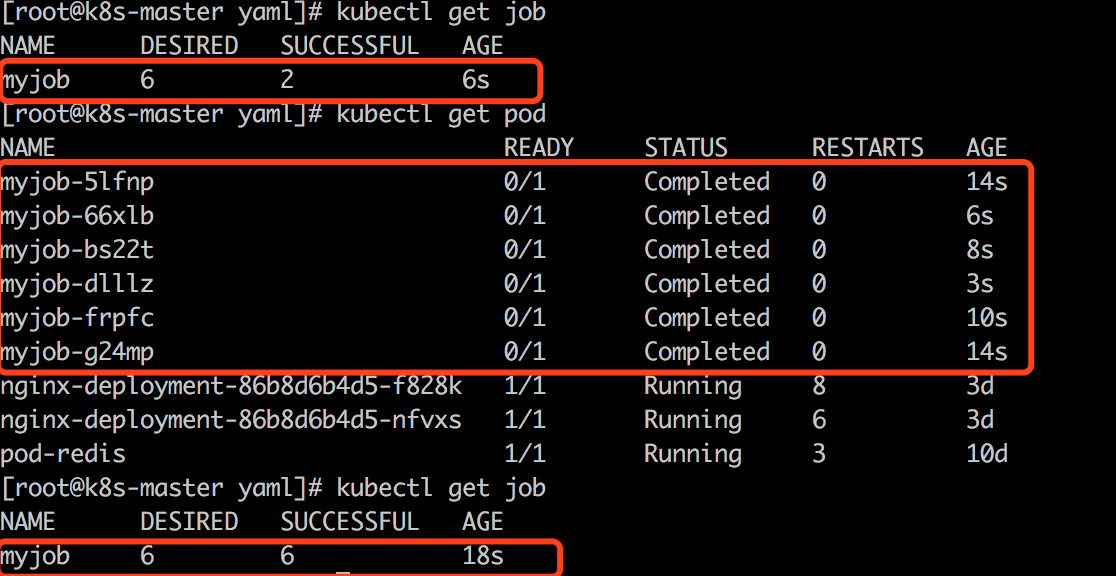 [root@k8s-master yaml]# kubectl get job
NAME DESIRED SUCCESSFUL AGE
myjob 6 2 6s
[root@k8s-master yaml]# kubectl get pod
NAME READY STATUS RESTARTS AGE
myjob-5lfnp 0/1 Completed 0 14s
myjob-66xlb 0/1 Completed 0 6s
myjob-bs22t 0/1 Completed 0 8s
myjob-dlllz 0/1 Completed 0 3s
myjob-frpfc 0/1 Completed 0 10s
myjob-g24mp 0/1 Completed 0 14s
nginx-deployment-86b8d6b4d5-f828k 1/1 Running 8 3d
nginx-deployment-86b8d6b4d5-nfvxs 1/1 Running 6 3d
pod-redis 1/1 Running 3 10d
[root@k8s-master yaml]# kubectl get job
NAME DESIRED SUCCESSFUL AGE
myjob 6 6 18s